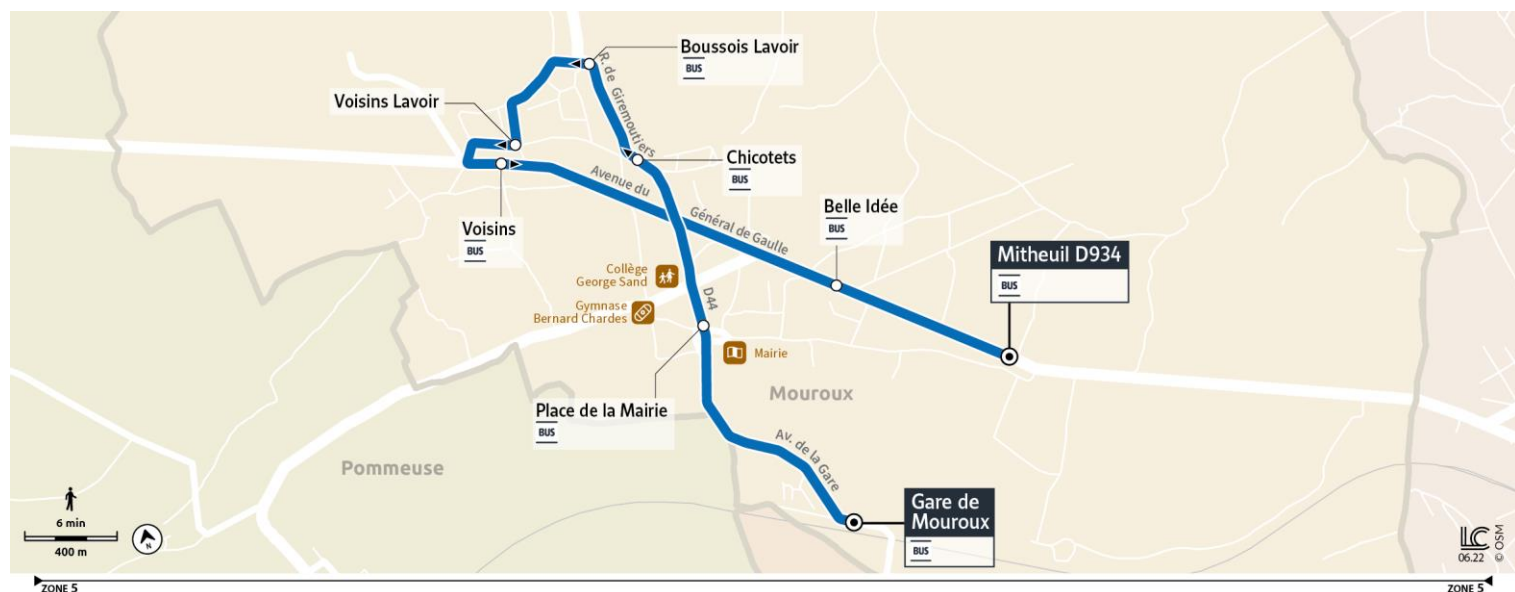 Boussois Lavoir
BUS
R. de Giremoutiers
Voisins Lavoir
Chicotets
BUS
Avenue du
Général de Gaulle
Belle Idée
BUS
Voisins
BUS
Mitheuil D934
BUS
Collège
George Sand
D44
Gymnase
Bernard Chardes
Mairie
Mouroux
Place de la Mairie
BUS
Av. de la Gare
Pommeuse
Gare de
Mouroux
BUS
6 min
400 m
N
LC
06.22
© OSM
ZONE 5
ZONE 5